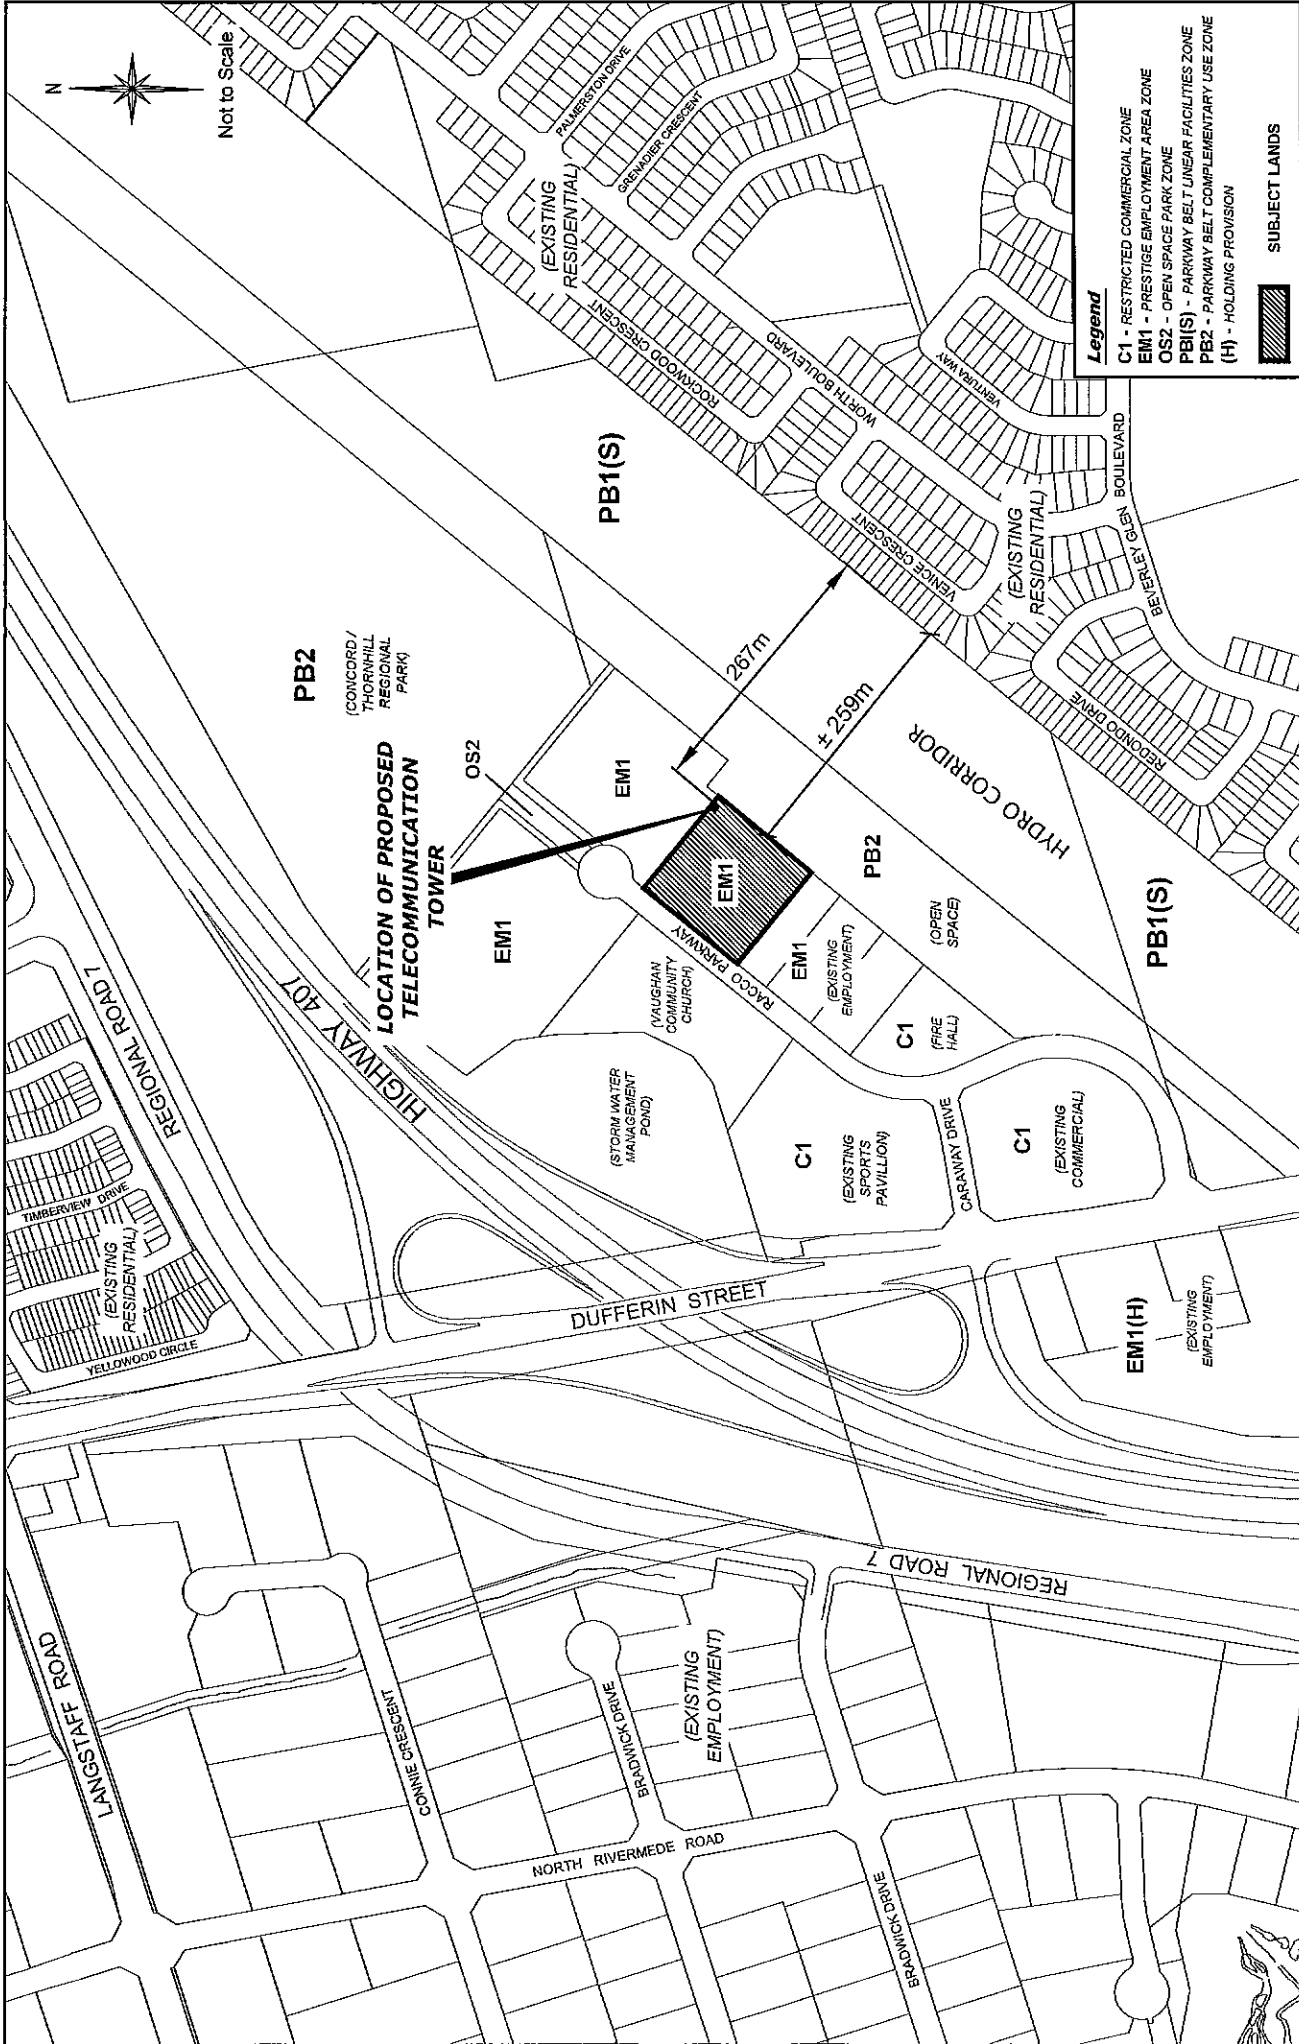 N
Not to Scale
LANGSTAFF ROAD
CONNIE CRESCENT
BRADWICK DRIVE
NORTH RIVERMEDE ROAD
BRADWICK DRIVE
(EXISTING
EMPLOYMENT)
REGIONAL ROAD 7
YELLOWOOD CIRCLE
(EXISTING
RESIDENTIAL)
TIMBERVIEW DRIVE
REGIONAL ROAD 7
HIGHWAY 407
DUFFERIN STREET
EM1(H)
(EXISTING
EMPLOYMENT)
LOCATION OF PROPOSED
TELECOMMUNICATION
TOWER
PB2
(CONCORD /
THORNHILL
REGIONAL
PARK)
OS2
EM1
EM1
EM1
RACCO PARKWAY
(VAUGHAN
COMMUNITY
CHURCH)
(STORM WATER
MANAGEMENT
POND)
EM1
(EXISTING
EMPLOYMENT)
C1
(FIRE
HALL)
C1
(EXISTING
SPORTS
PAVILLION)
CARAWAY DRIVE
C1
(EXISTING
COMMERCIAL)
PB2
(OPEN
SPACE)
HYDRO CORRIDOR
PB1(S)
PB1(S)
267m
± 259m
PALMERSTON DRIVE
GRENADIER CRESCENT
(EXISTING
RESIDENTIAL)
ROCKWOOD CRESCENT
WORTH BOULEVARD
VENTURA WAY
VENICE CRESCENT
(EXISTING
RESIDENTIAL)
BEVERLEY GLEN BOULEVARD
REDONDO DRIVE
Legend
C1 - RESTRICTED COMMERCIAL ZONE
EM1 - PRESTIGE EMPLOYMENT AREA ZONE
OS2 - OPEN SPACE PARK ZONE
PBI(S) - PARKWAY BELT LINEAR FACILITIES ZONE
PB2 - PARKWAY BELT COMPLEMENTARY USE ZONE
(H) - HOLDING PROVISION
SUBJECT LANDS